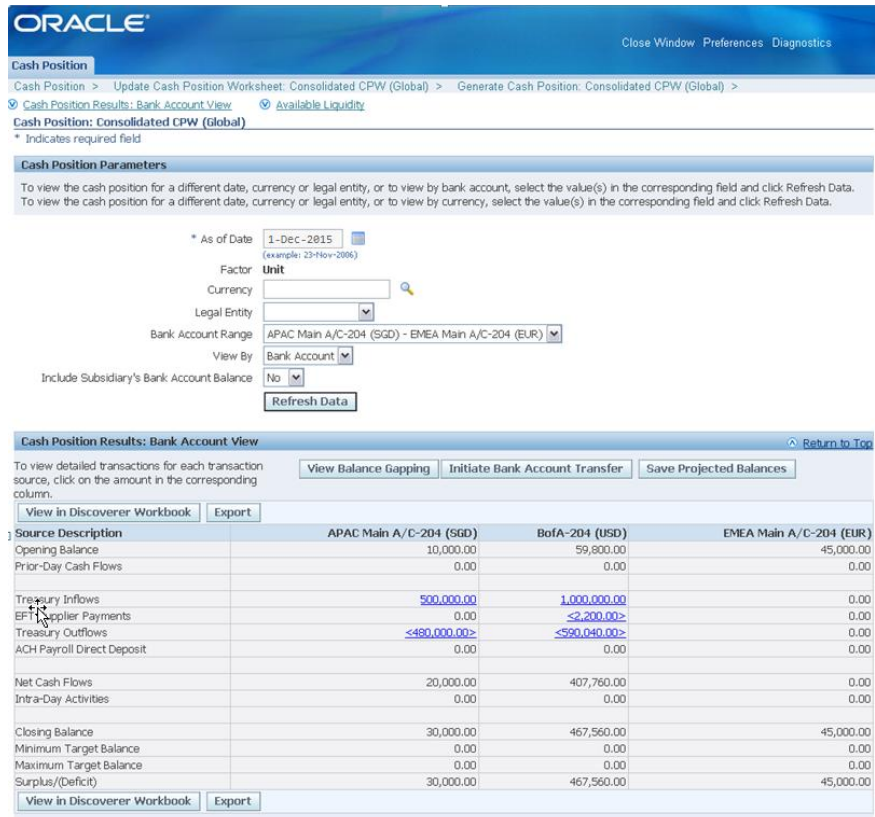 ORACLE
Close Window Preferences Diagnostics
Cash Position
Cash Position > Update Cash Position Worksheet: Consolidated CPW (Global) > Generate Cash Position: Consolidated CPW (Global) >
Cash Position Results: Bank Account View Available Liquidity
Cash Position: Consolidated CPW (Global)
* Indicates required field
Cash Position Parameters
To view the cash position for a different date, currency or legal entity, or to view by bank account, select the value(s) in the corresponding field and click Refresh Data.
To view the cash position for a different date, currency or legal entity, or to view by currency, select the value(s) in the corresponding field and click Refresh Data.
* As of Date 1-Dec-2015
(example: 23-Nov-2006)
Factor Unit
Currency
Legal Entity
Bank Account Range APAC Main A/C-204 (SGD) - EMEA Main A/C-204 (EUR)
View By Bank Account
Include Subsidiary's Bank Account Balance No
Refresh Data
Cash Position Results: Bank Account View Return to Top
To view detailed transactions for each transaction
source, click on the amount in the corresponding
column.
View Balance Gapping Initiate Bank Account Transfer Save Projected Balances
View in Discoverer Workbook Export
Source Description APAC Main A/C-204 (SGD) BofA-204 (USD) EMEA Main A/C-204 (EUR)
Opening Balance 10,000.00 59,800.00 45,000.00
Prior-Day Cash Flows 0.00 0.00 0.00
Treasury Inflows 500,000.00 1,000,000.00 0.00
EFT Supplier Payments 0.00 <2,200.00> 0.00
Treasury Outflows <480,000.00> <590,040.00> 0.00
ACH Payroll Direct Deposit 0.00 0.00 0.00
Net Cash Flows 20,000.00 407,760.00 0.00
Intra-Day Activities 0.00 0.00 0.00
Closing Balance 30,000.00 467,560.00 45,000.00
Minimum Target Balance 0.00 0.00 0.00
Maximum Target Balance 0.00 0.00 0.00
Surplus/(Deficit) 30,000.00 467,560.00 45,000.00
View in Discoverer Workbook Export